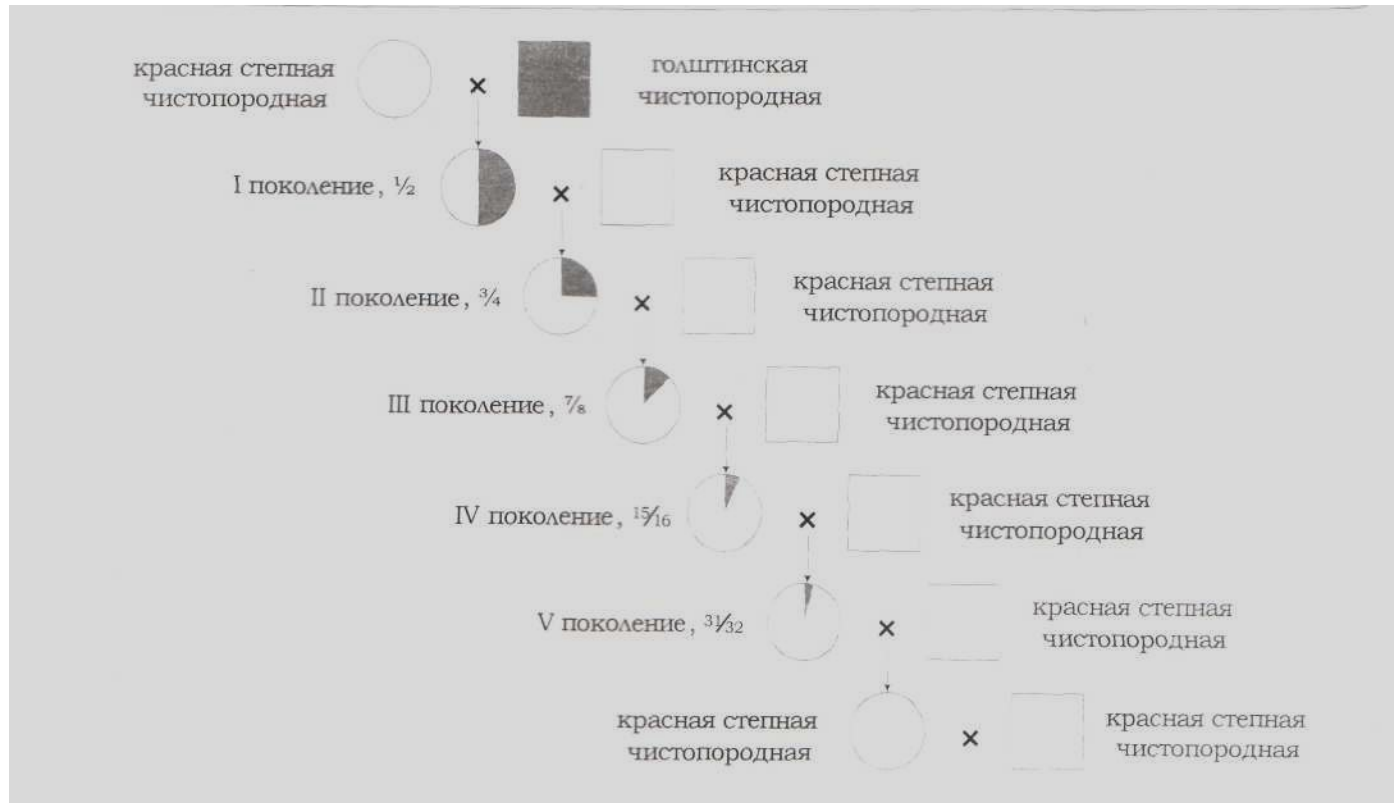 красная степная
чистопородная
×
голштинская
чистопородная
I поколение, ½
×
красная степная
чистопородная
II поколение, ¾
×
красная степная
чистопородная
III поколение, ⅞
×
красная степная
чистопородная
IV поколение, 15/16
×
красная степная
чистопородная
V поколение, 31/32
×
красная степная
чистопородная
красная степная
чистопородная
×
красная степная
чистопородная